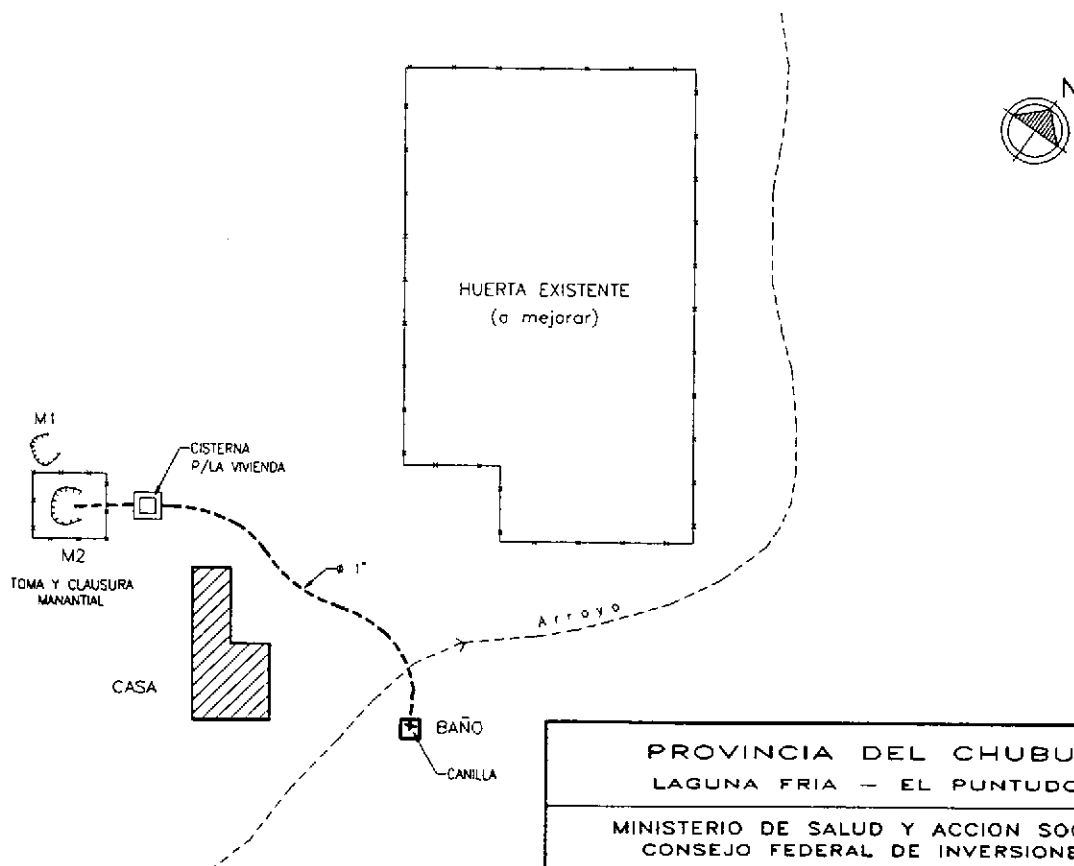 N
HUERTA EXISTENTE
(a mejorar)
M1
CISTERNA
P/LA VIVIENDA
M2
TOMA Y CLAUSURA
MANANTIAL
ø 1"
Arroyo
CASA
BAÑO
CANILLA
PROVINCIA DEL CHUBU
LAGUNA FRIA - EL PUNTUDO
MINISTERIO DE SALUD Y ACCION SOC
CONSEJO FEDERAL DE INVERSIONE